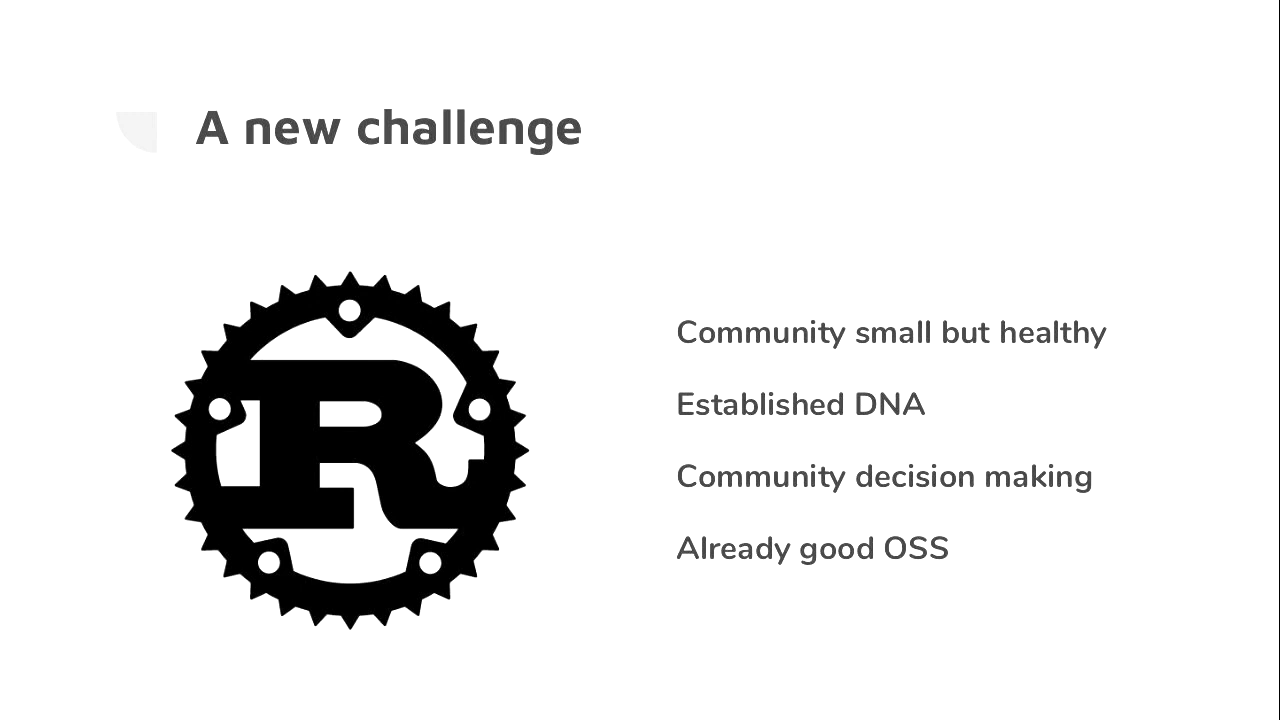 A new challenge
R
Community small but healthy
Established DNA
Community decision making
Already good OSS